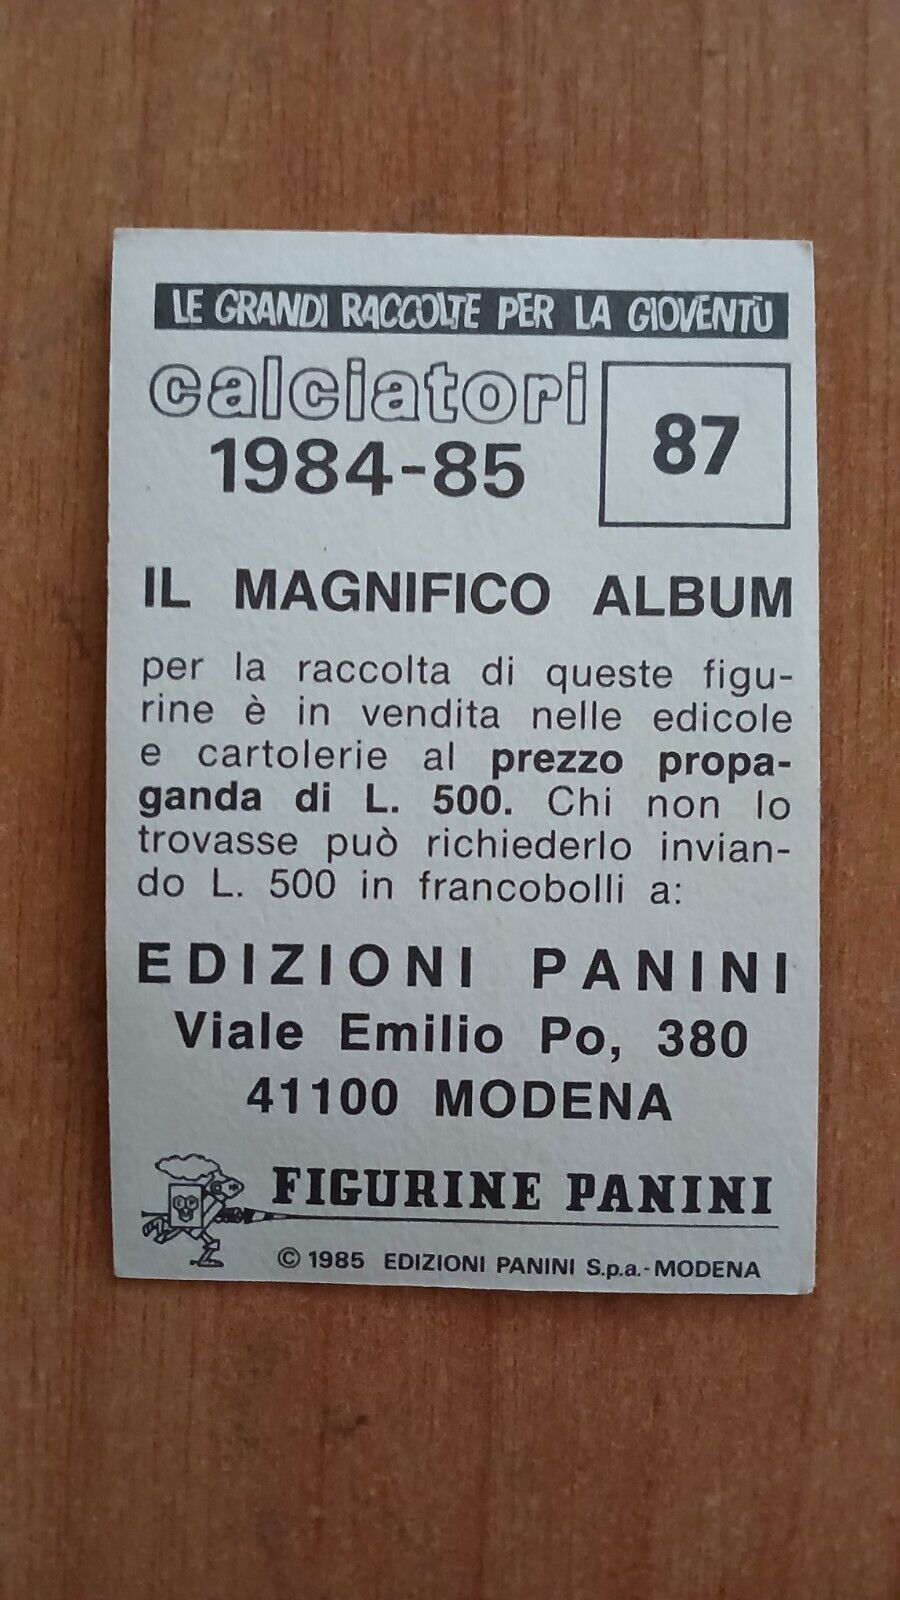 LE GRANDI RACCOLTE PER LA GIOVENTÙ
calciatori
1984-85
87
IL MAGNIFICO ALBUM
per la raccolta di queste figu-
rine è in vendita nelle edicole
e cartolerie al prezzo propa-
ganda di L. 500. Chi non lo
trovasse può richiederlo invian-
do L. 500 in francobolli a:
EDIZIONI PANINI
Viale Emilio Po, 380
41100 MODENA
FIGURINE PANINI
© 1985 EDIZIONI PANINI S.p.a.-MODENA